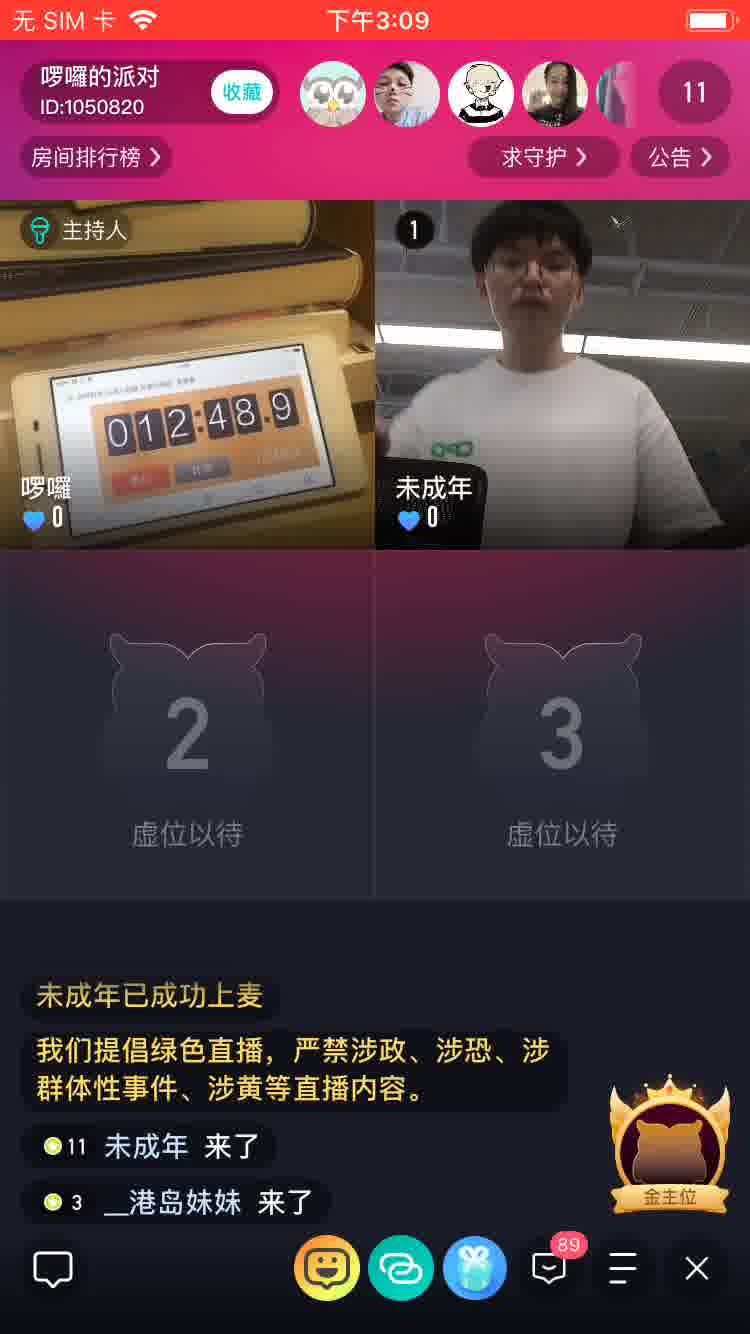 无 SIM 卡
下午3:09
啰囉的派对
ID:1050820
收藏
11
房间排行榜
求守护
公告
主持人
1
012:48.9
啰囉
0
未成年
0
2
3
虚位以待
虚位以待
未成年已成功上麦
我们提倡绿色直播，严禁涉政、涉恐、涉
群体性事件、涉黄等直播内容。
11 未成年 来了
3 __港岛妹妹 来了
金主位
89